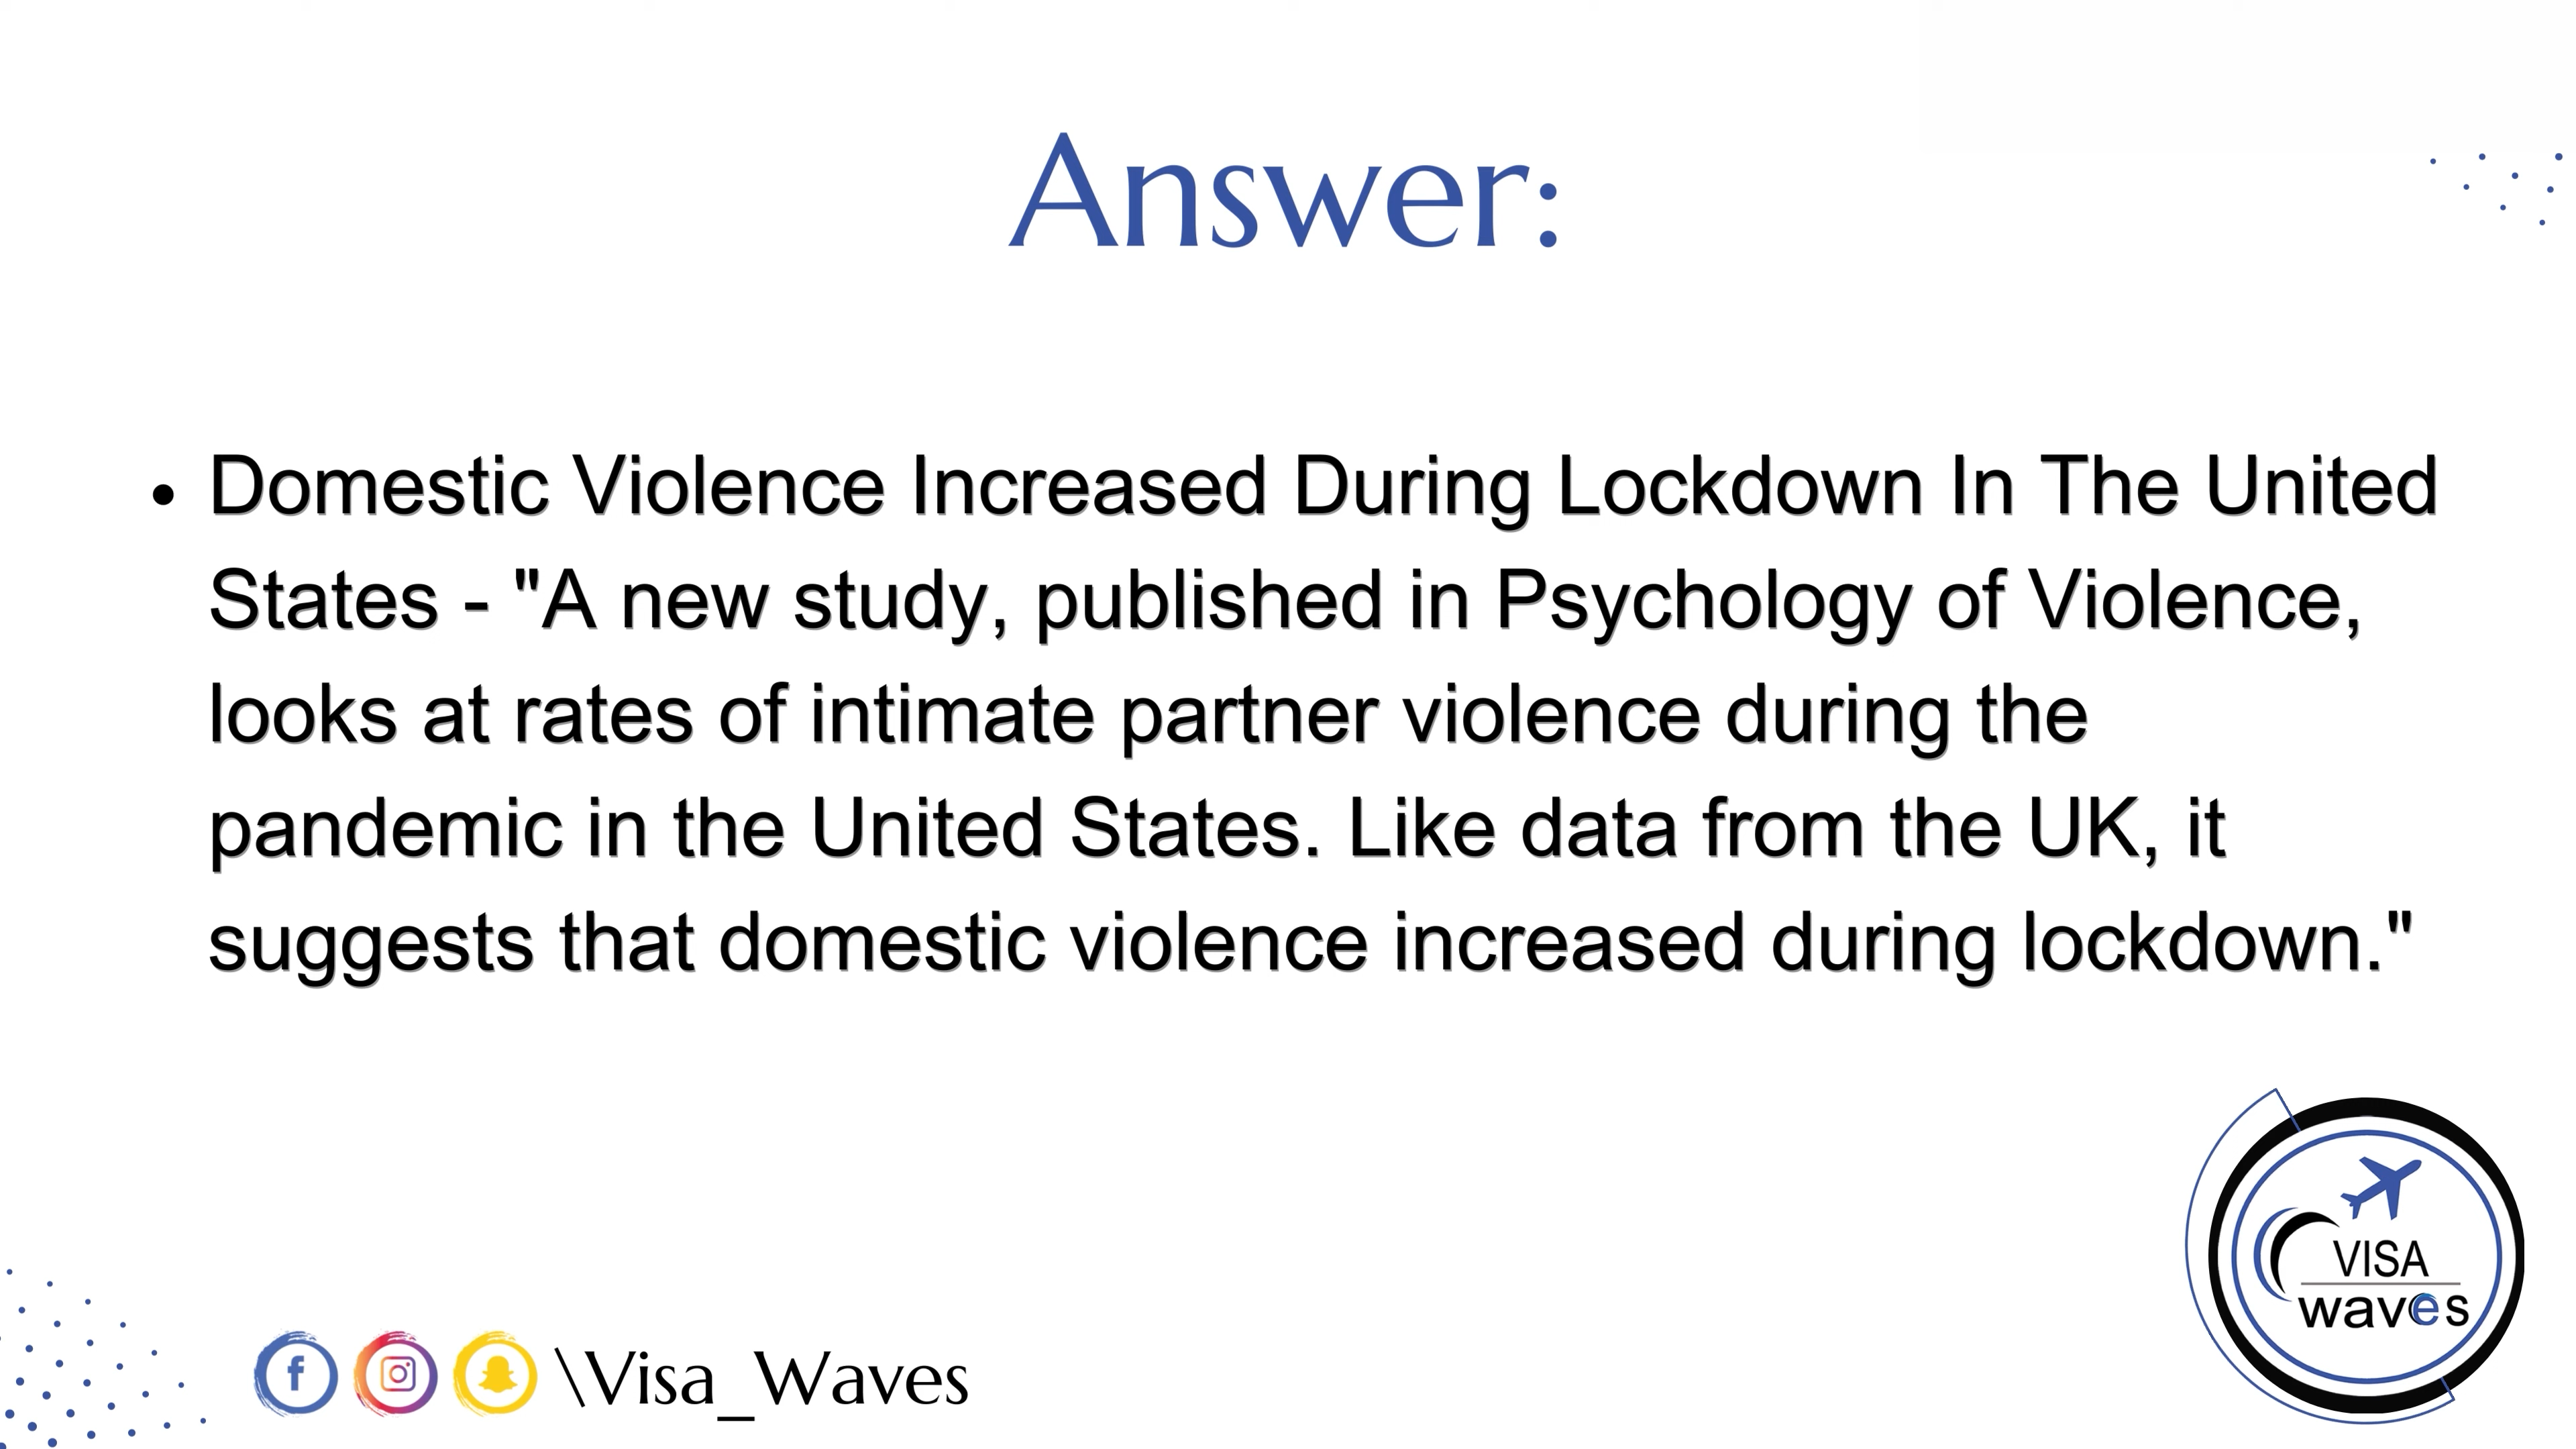 Answer:
• Domestic Violence Increased During Lockdown In The United
States - "A new study, published in Psychology of Violence,
looks at rates of intimate partner violence during the
pandemic in the United States. Like data from the UK, it
suggests that domestic violence increased during lockdown."
VISA
waves
\Visa_Waves